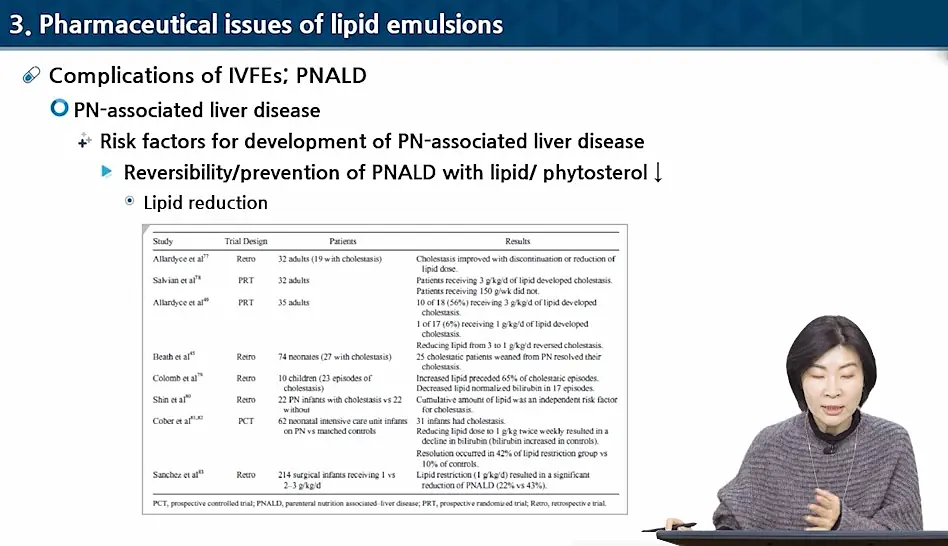 3. Pharmaceutical issues of lipid emulsions
Complications of IVFEs; PNALD
PN-associated liver disease
Risk factors for development of PN-associated liver disease
Reversibility/prevention of PNALD with lipid/ phytosterol ↓
Lipid reduction
Study Trial Design Patients Results
Allardyce et al77 Retro 32 adults (19 with cholestasis) Cholestasis improved with discontinuation or reduction of
lipid dose.
Salvian et al78 PRT 32 adults Patients receiving 3 g/kg/d of lipid developed cholestasis.
Patients receiving 150 g/wk did not.
Allardyce et al PRT 35 adults 10 of 18 (56%) receiving 3 g/kg/d of lipid developed
cholestasis.
1 of 17 (6%) receiving 1 g/kg/d of lipid developed
cholestasis.
Reducing lipid from 3 to 1 g/kg/d reversed cholestasis.
Beath et al Retro 74 neonates (27 with cholestasis) 25 cholestatic patients weaned from PN resolved their
cholestasis.
Colomb et al Retro 10 children (23 episodes of Increased lipid preceded 65% of cholestatic episodes.
cholestasis) Decreased lipid normalized bilirubin in 17 episodes.
Shin et al80 Retro 22 PN infants with cholestasis vs 22 Cumulative amount of lipid was an independent risk factor
without for cholestasis.
Cober et al81,82 PCT 62 neonatal intensive care unit infants 31 infants had cholestasis.
on PN vs matched controls Reducing lipid dose to 1 g/kg twice weekly resulted in a
decline in bilirubin (bilirubin increased in controls).
Resolution occurred in 42% of lipid restriction group vs
10% of controls.
Sanchez et al83 Retro 214 surgical infants receiving 1 vs Lipid restriction (1 g/kg/d) resulted in a significant
2–3 g/kg/d reduction of PNALD (22% vs 43%).
PCT, prospective controlled trial; PNALD, parenteral nutrition associated-liver disease; PRT, prospective randomized trial; Retro, retrospective trial.